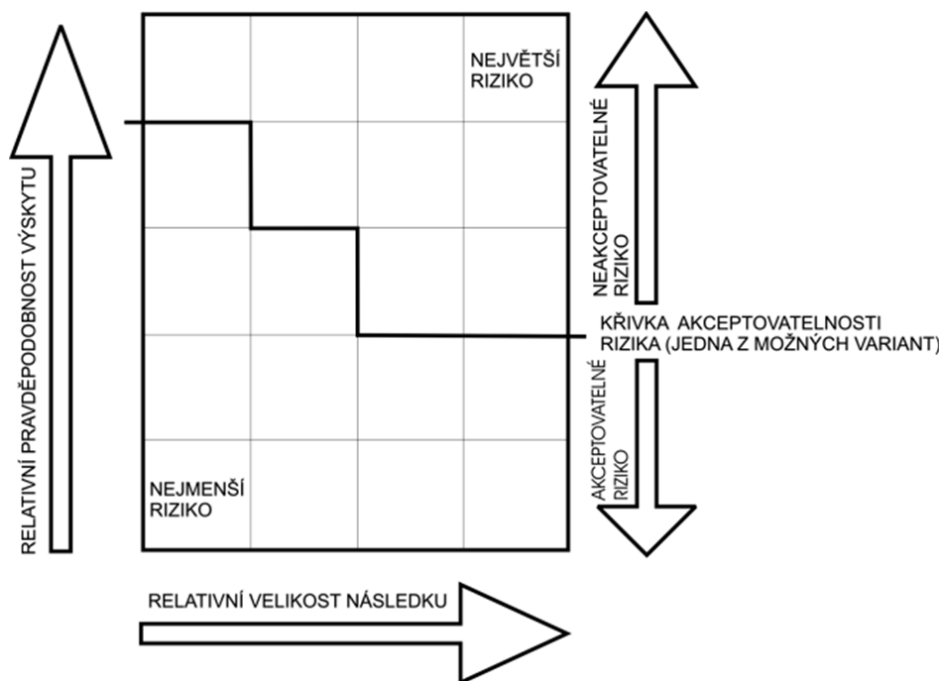 RELATIVNÍ PRAVDĚPODOBNOST VÝSKYTU
NEJVĚTŠÍ
RIZIKO
NEJMENŠÍ
RIZIKO
RELATIVNÍ VELIKOST NÁSLEDKU
NEAKCEPTOVATELNÉ
RIZIKO
KŘIVKA AKCEPTOVATELNOSTI
RIZIKA (JEDNA Z MOŽNÝCH VARIANT)
AKCEPTOVATELNÉ
RIZIKO